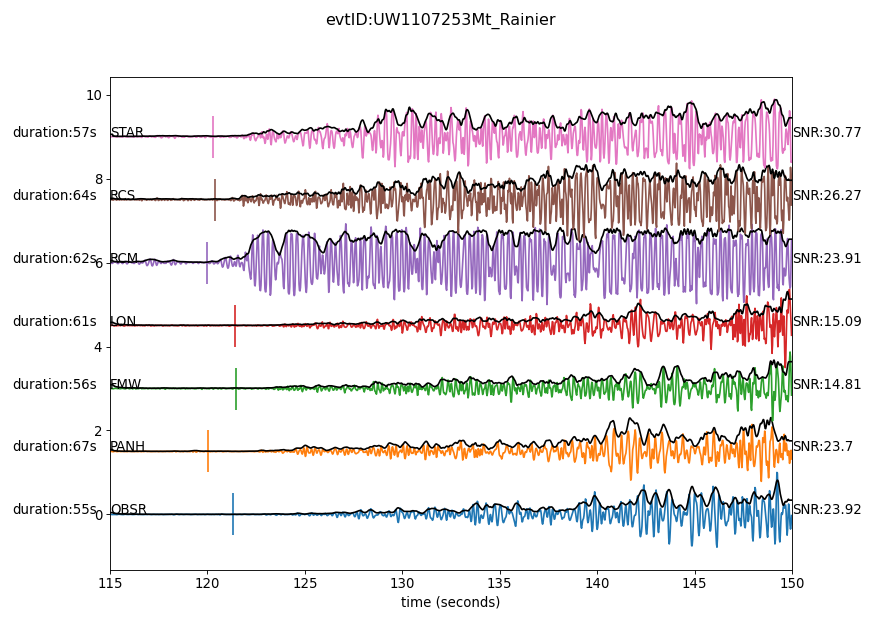 evtID:UW1107253Mt_Rainier
10
duration:57s STAR SNR:30.77
8
duration:64s RCS SNR:26.27
duration:62s RCM SNR:23.91
6
duration:61s LON SNR:15.09
4
duration:56s FMW SNR:14.81
2
duration:67s PANH SNR:23.7
duration:55s OBSR SNR:23.92
0
115 120 125 130 135 140 145 150
time (seconds)